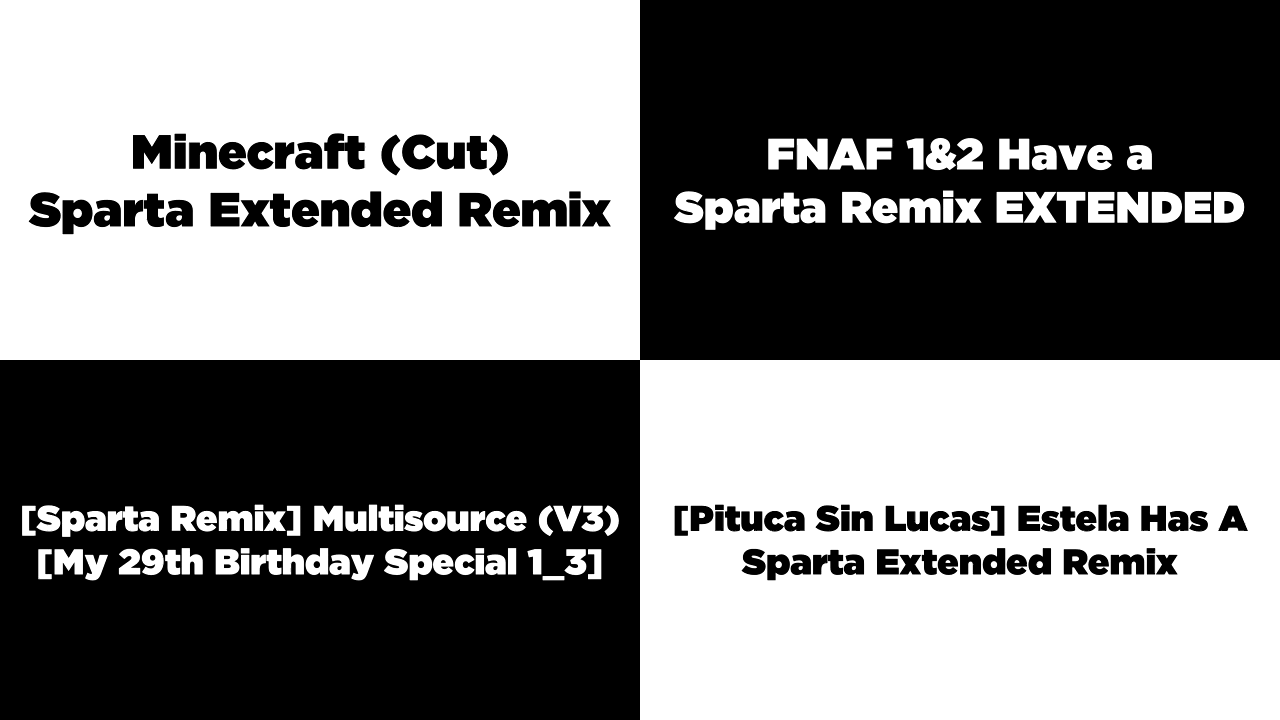 Minecraft (Cut)
Sparta Extended Remix
FNAF 1&2 Have a
Sparta Remix EXTENDED
[Sparta Remix] Multisource (V3)
[My 29th Birthday Special 1_3]
[Pituca Sin Lucas] Estela Has A
Sparta Extended Remix